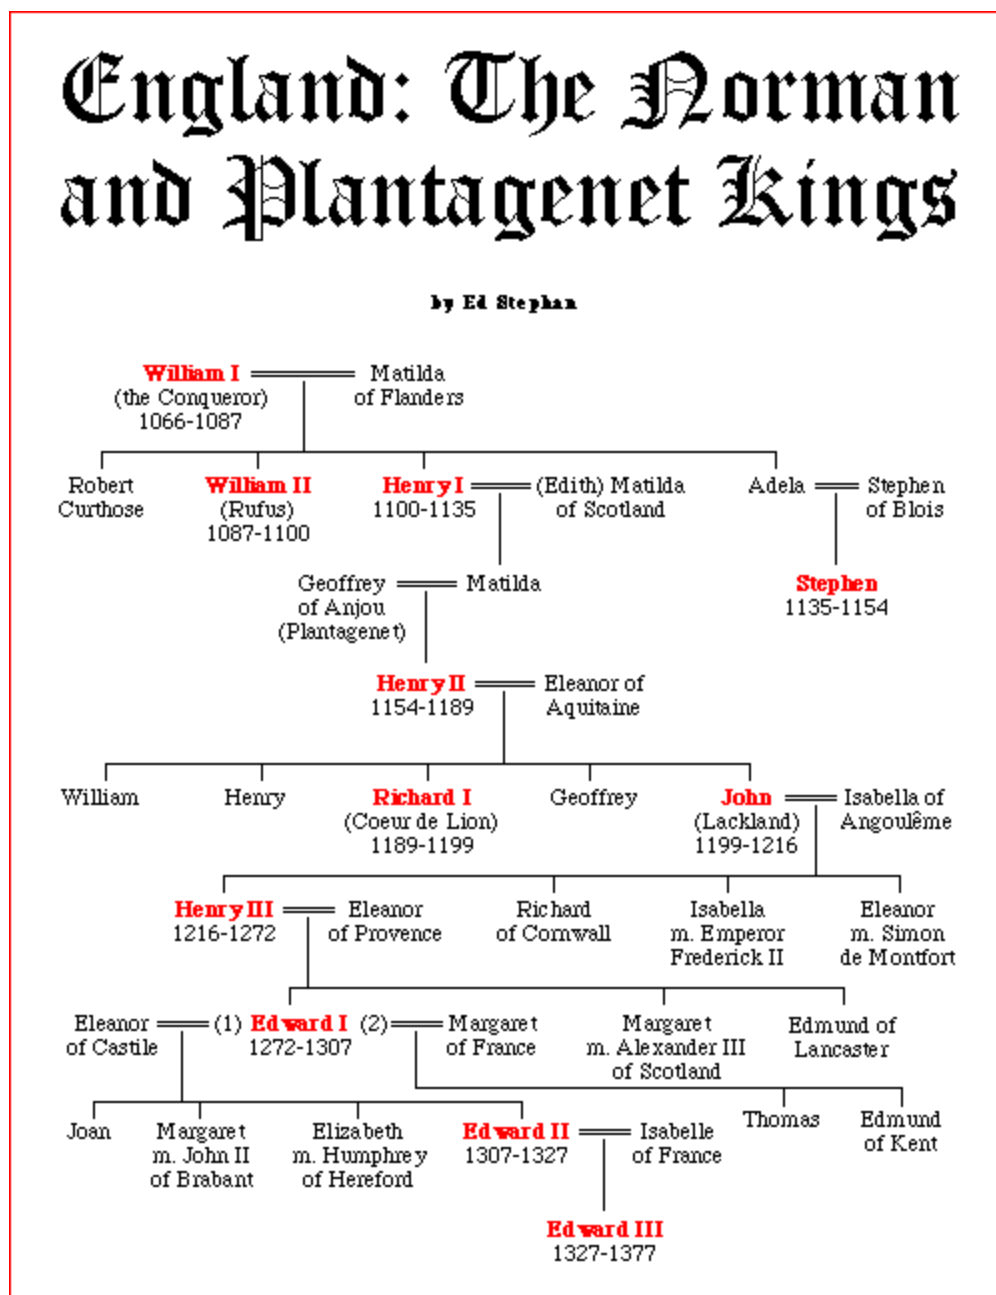 England: The Norman
and Plantagenet Kings
by Ed Stephan
William I
(the Conqueror)
1066-1087
Matilda
of Flanders
Robert
Curthose
William II
(Rufus)
1087-1100
Henry I
1100-1135
(Edith) Matilda
of Scotland
Adela
Stephen
of Blois
Geoffrey
of Anjou
(Plantagenet)
Matilda
Stephen
1135-1154
Henry II
1154-1189
Eleanor of
Aquitaine
William
Henry
Richard I
(Coeur de Lion)
1189-1199
Geoffrey
John
(Lackland)
1199-1216
Isabella of
Angoulême
Henry III
1216-1272
Eleanor
of Provence
Richard
of Cornwall
Isabella
m. Emperor
Frederick II
Eleanor
m. Simon
de Montfort
Eleanor
of Castile
(1) Edward I (2)
1272-1307
Margaret
of France
Margaret
m. Alexander III
of Scotland
Edmund of
Lancaster
Joan
Margaret
m. John II
of Brabant
Elizabeth
m. Humphrey
of Hereford
Edward II
1307-1327
Isabelle
of France
Thomas
Edmund
of Kent
Edward III
1327-1377